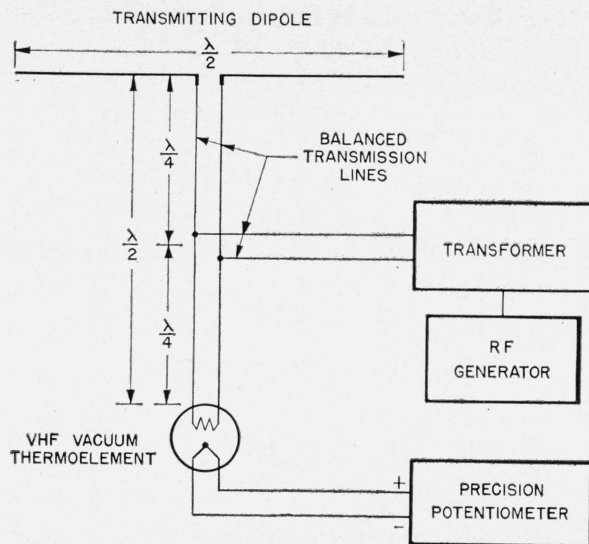 TRANSMITTING DIPOLE
λ
2
BALANCED
TRANSMISSION
LINES
λ
4
λ
2
TRANSFORMER
λ
4
RF
GENERATOR
VHF VACUUM
THERMOELEMENT
+
PRECISION
POTENTIOMETER
-